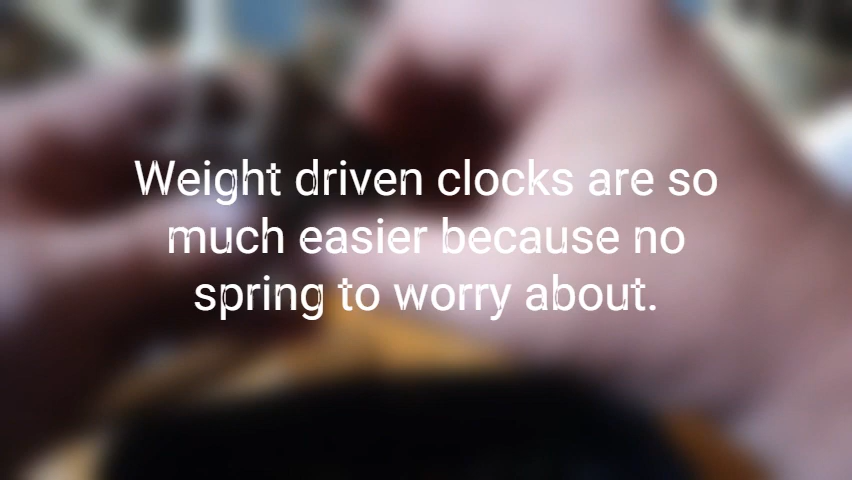 Weight driven clocks are so
much easier because no
spring to worry about.